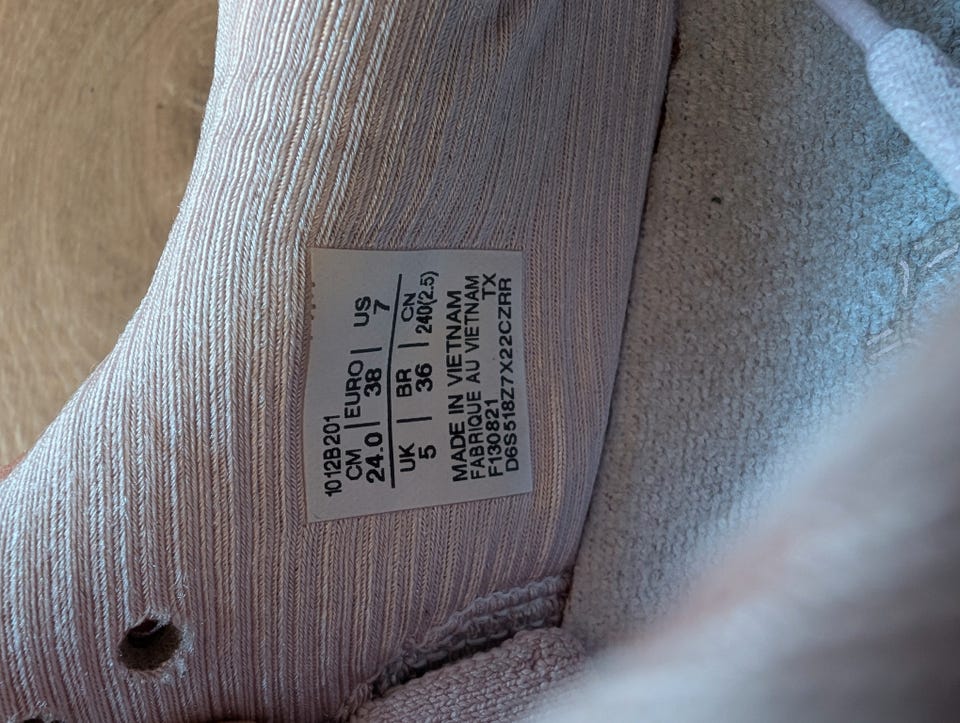 1012B201
CM | EURO | US
24.0 38 7
UK | BR | CN
5 36 240(2.5)
MADE IN VIETNAM
FABRIQUE AU VIETNAM
F130821 TX
D6S518Z7X22CZRR